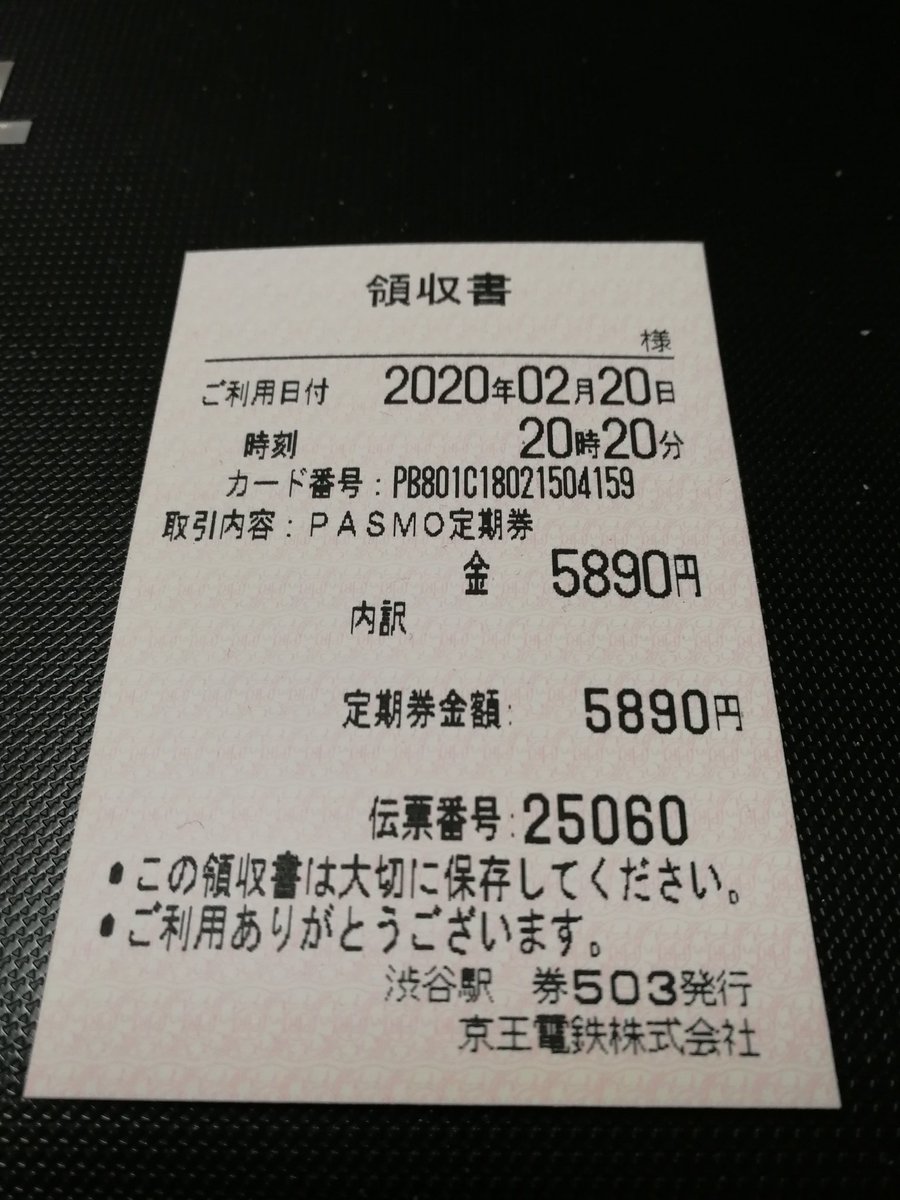 領収書
様
ご利用日付 2020年02月20日
時刻 20時20分
カード番号:PB801C18021504159
取引内容:PASMO定期券
金 5890円
内訳
定期券金額: 5890円
伝票番号:25060
•この領収書は大切に保存してください。
•ご利用ありがとうございます。
渋谷駅 券503発行
京王電鉄株式会社